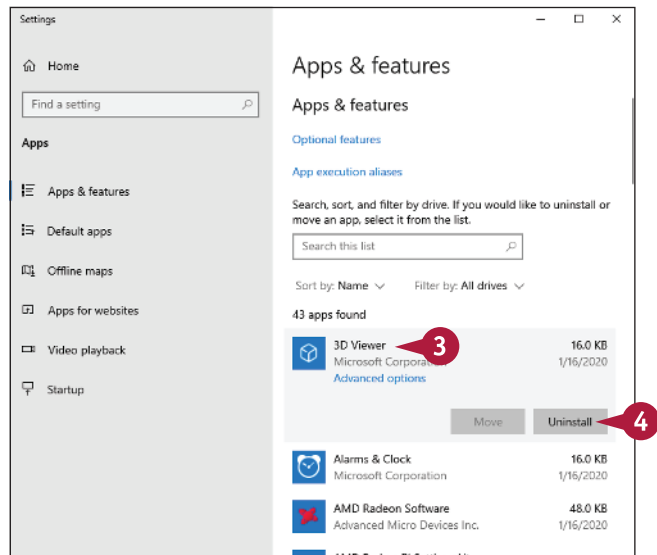 Settings
Home
Find a setting
Apps
Apps & features
Default apps
Offline maps
Apps for websites
Video playback
Startup
Apps & features
Apps & features
Optional features
App execution aliases
Search, sort, and filter by drive. If you would like to uninstall or
move an app, select it from the list.
Search this list
Sort by: Name Filter by: All drives
43 apps found
3D Viewer 3 16.0 KB
Microsoft 1/16/2020
Advanced options
Move Uninstall 4
Alarms & Clock 16.0 KB
Microsoft Corporation 1/16/2020
AMD Radeon Software 48.0 KB
Advanced Micro Devices Inc. 1/16/2020